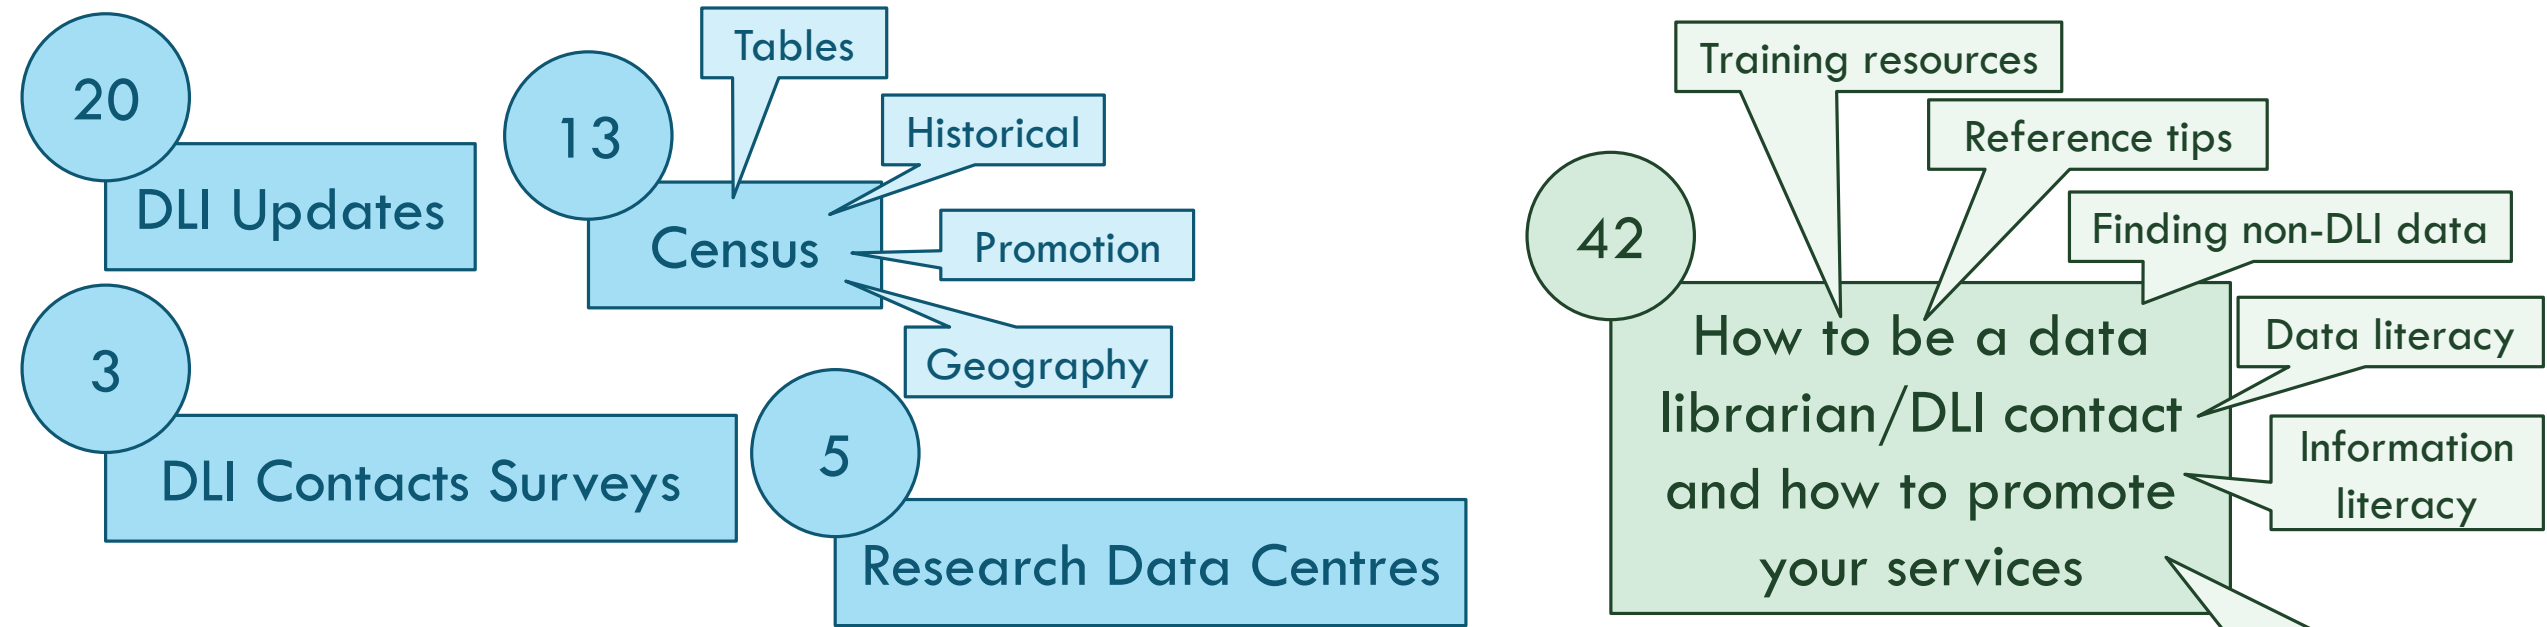 20
DLI Updates
13
Census
Tables
Historical
Promotion
Geography
3
DLI Contacts Surveys
5
Research Data Centres
42
How to be a data
librarian/DLI contact
and how to promote
your services
Training resources
Reference tips
Finding non-DLI data
Data literacy
Information
literacy